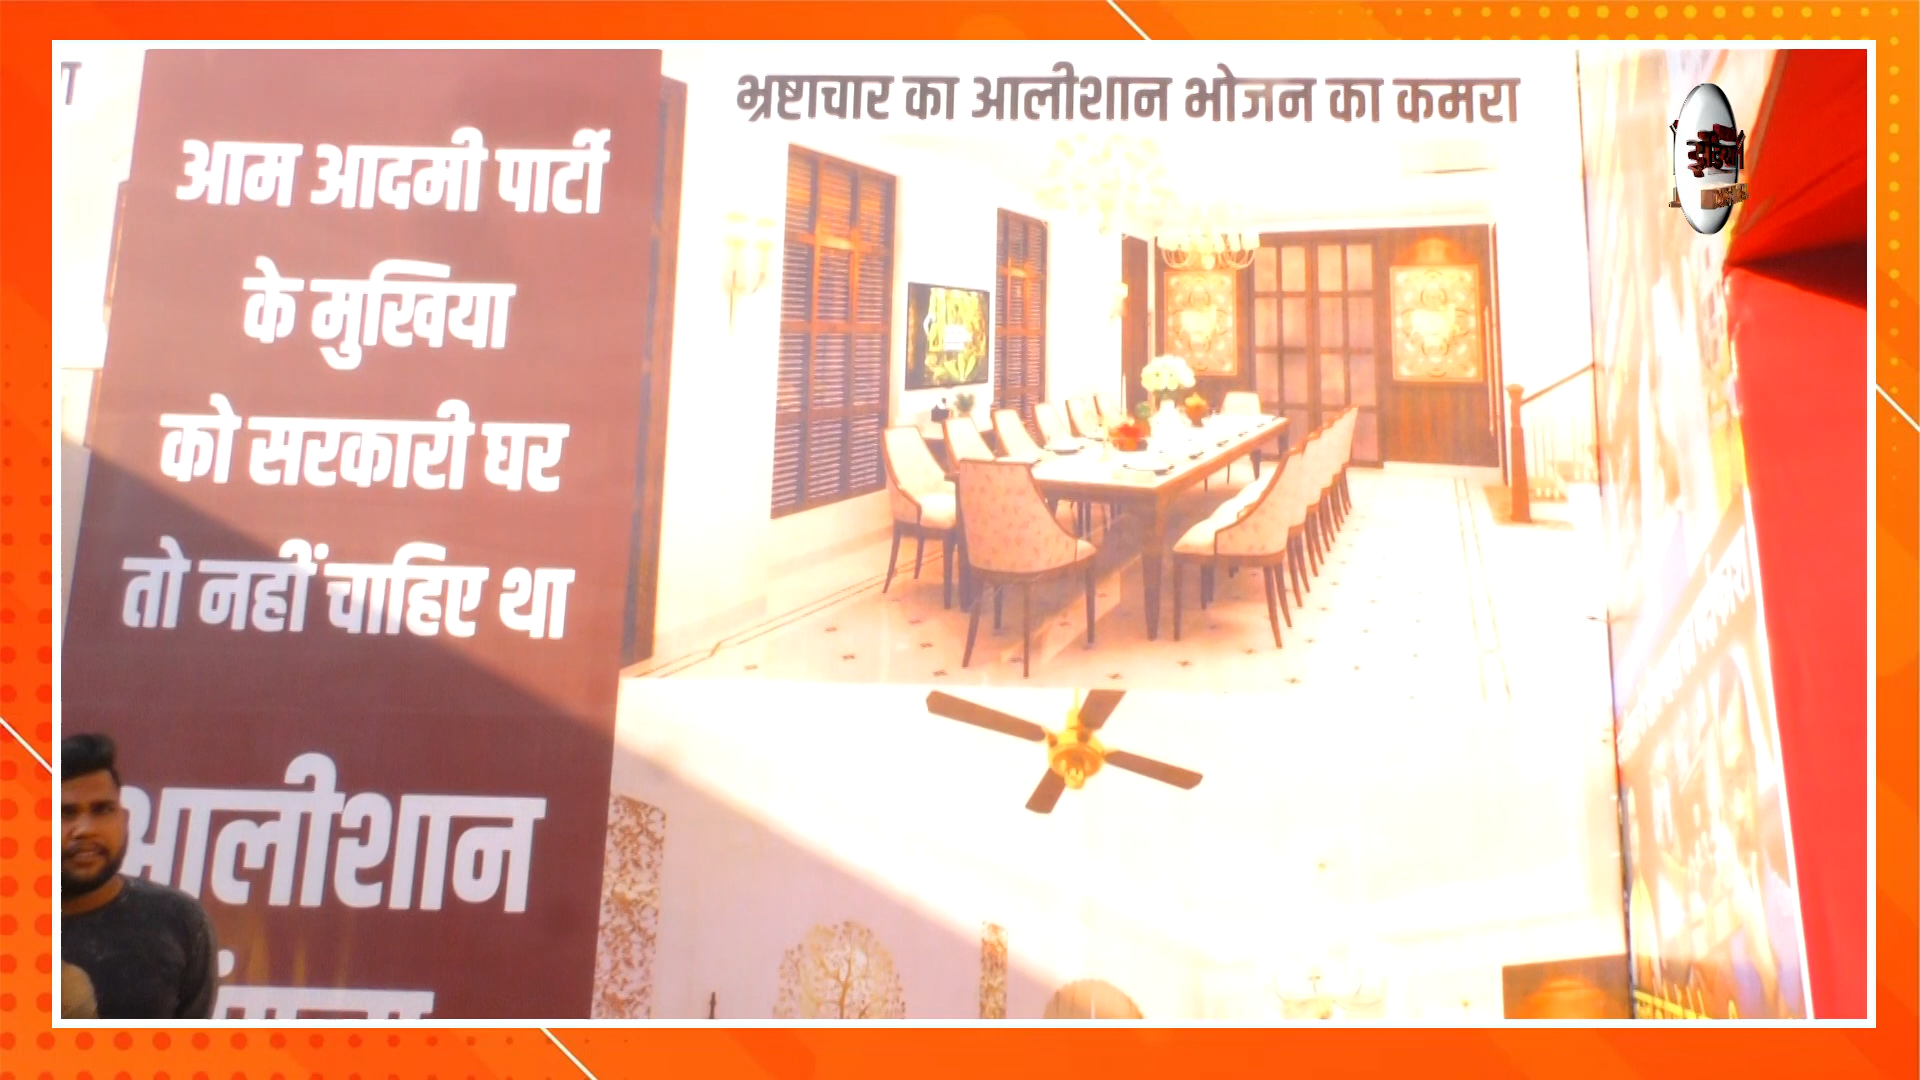 आम आदमी पार्टी
के मुखिया
को सरकारी घर
तो नहीं चाहिए था
आलीशान
भ्रष्टाचार का आलीशान भोजन का कमरा